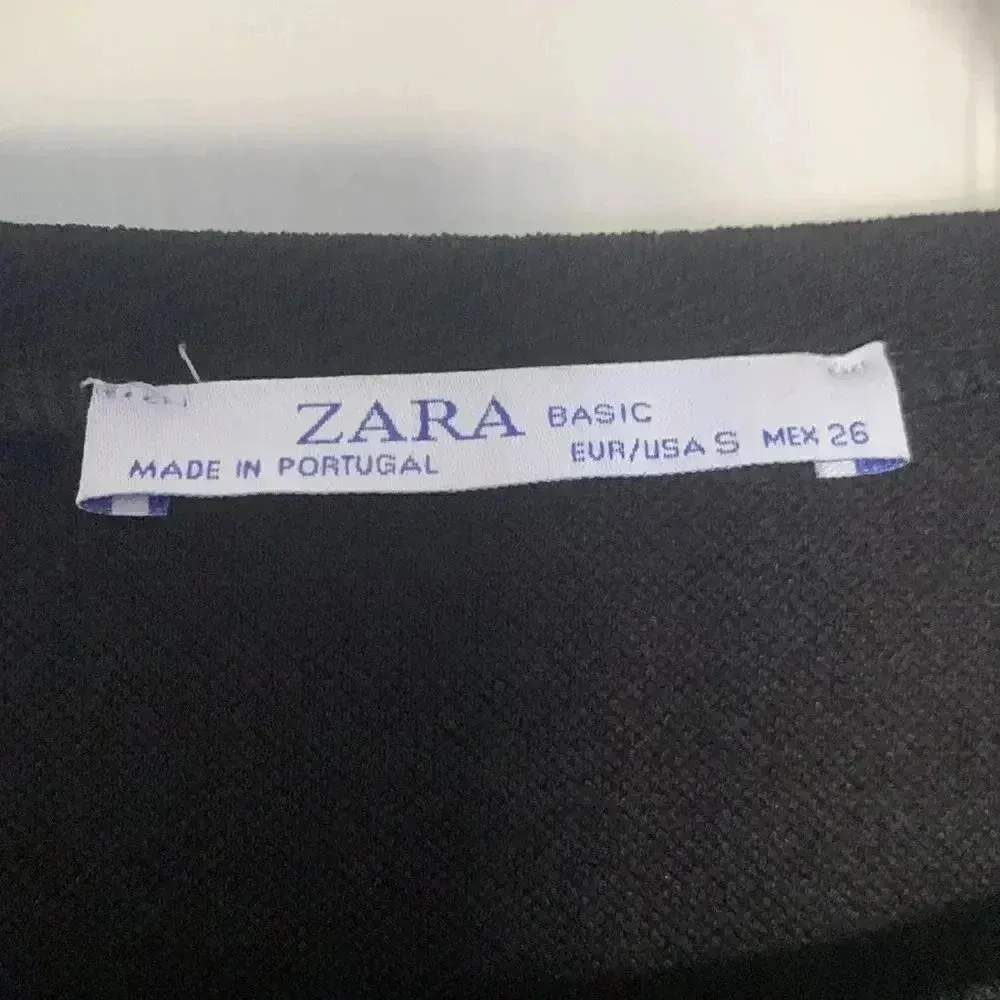 ZARA BASIC
MADE IN PORTUGAL EUR/USA S MEX 26